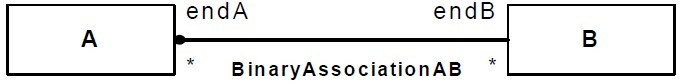 endA endB
A B
* BinaryAssociationAB *